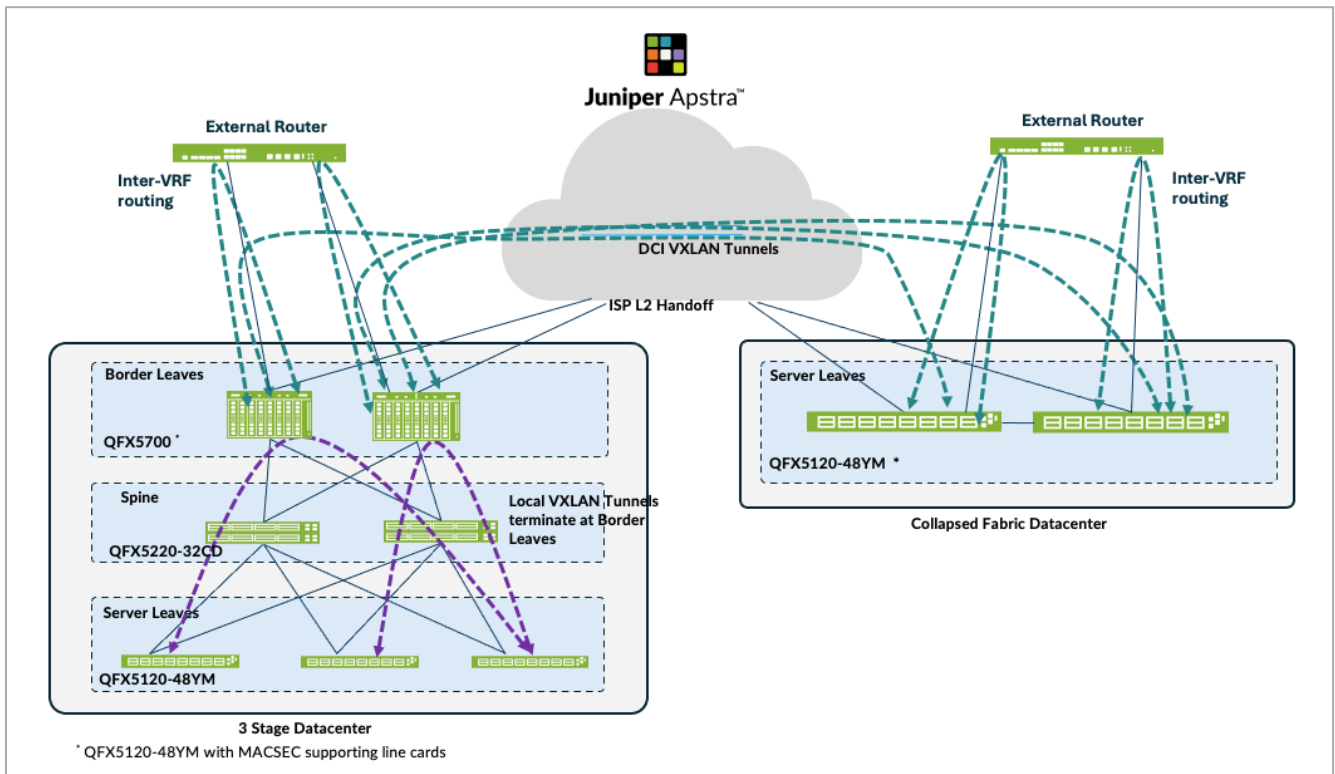 Juniper Apstra™
External Router
External Router
Inter-VRF
routing
Inter-VRF
routing
DCI VXLAN Tunnels
ISP L2 Handoff
Border Leaves
QFX5700 *
Spine
Local VXLAN Tunnels
terminate at Border
Leaves
QFX5220-32CD
Server Leaves
QFX5120-48YM
3 Stage Datacenter
Server Leaves
QFX5120-48YM *
Collapsed Fabric Datacenter
* QFX5120-48YM with MACSEC supporting line cards